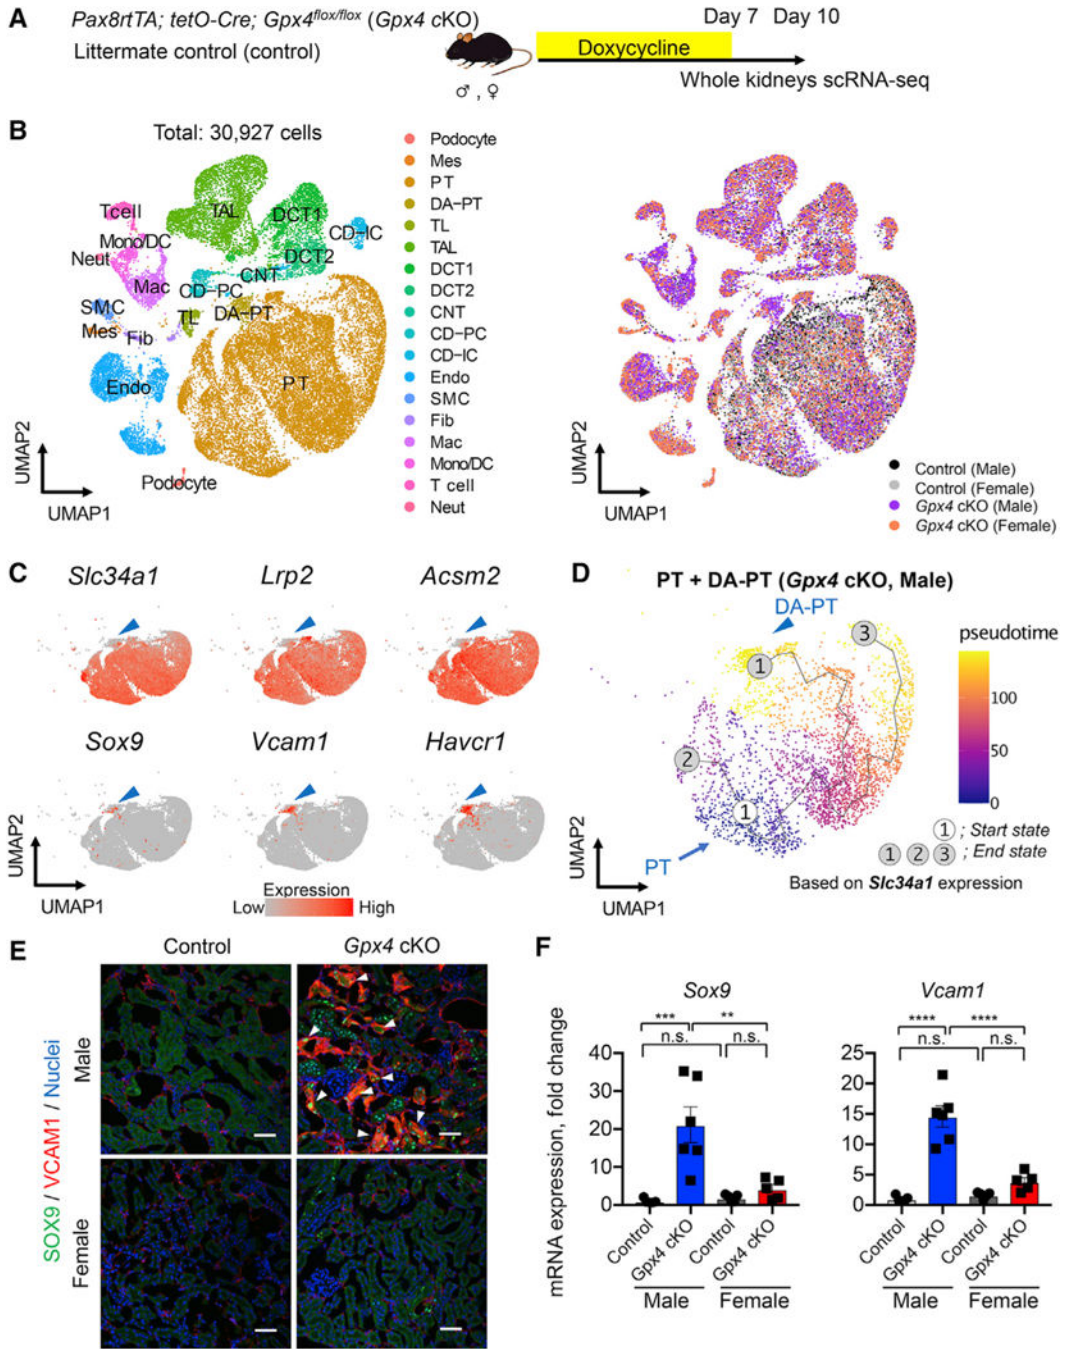 A
Pax8rtTA; tetO-Cre; Gpx4flox/flox (Gpx4 cKO)
Littermate control (control)
♂ , ♀
Day 7 Day 10
Doxycycline
Whole kidneys scRNA-seq
B
Total: 30,927 cells
Tcell
Mono/DC
Neut
Mac
SMC
Mes
Fib
Endo
Podocyte
TAL
DCT1
DCT2
CD-IC
CNT
CD-PC
TL
DA-PT
PT
UMAP2
UMAP1
Podocyte
Mes
PT
DA-PT
TL
TAL
DCT1
DCT2
CNT
CD-PC
CD-IC
Endo
SMC
Fib
Mac
Mono/DC
T cell
Neut
UMAP2
UMAP1
Control (Male)
Control (Female)
Gpx4 cKO (Male)
Gpx4 cKO (Female)
C
Slc34a1
Lrp2
Acsm2
Sox9
Vcam1
Havcr1
UMAP2
UMAP1
Expression
Low
High
D
PT + DA-PT (Gpx4 cKO, Male)
DA-PT
1
3
2
1
PT
pseudotime
100
50
0
1 ; Start state
1 2 3 ; End state
Based on Slc34a1 expression
UMAP2
UMAP1
E
Control
Gpx4 cKO
Male
Female
SOX9 / VCAM1 / Nuclei
F
Sox9
*** **
n.s. n.s.
40
30
20
10
0
mRNA expression, fold change
Control
Gpx4 cKO
Control
Gpx4 cKO
Male
Female
Vcam1
**** ****
n.s. n.s.
25
20
15
10
5
0
Control
Gpx4 cKO
Control
Gpx4 cKO
Male
Female